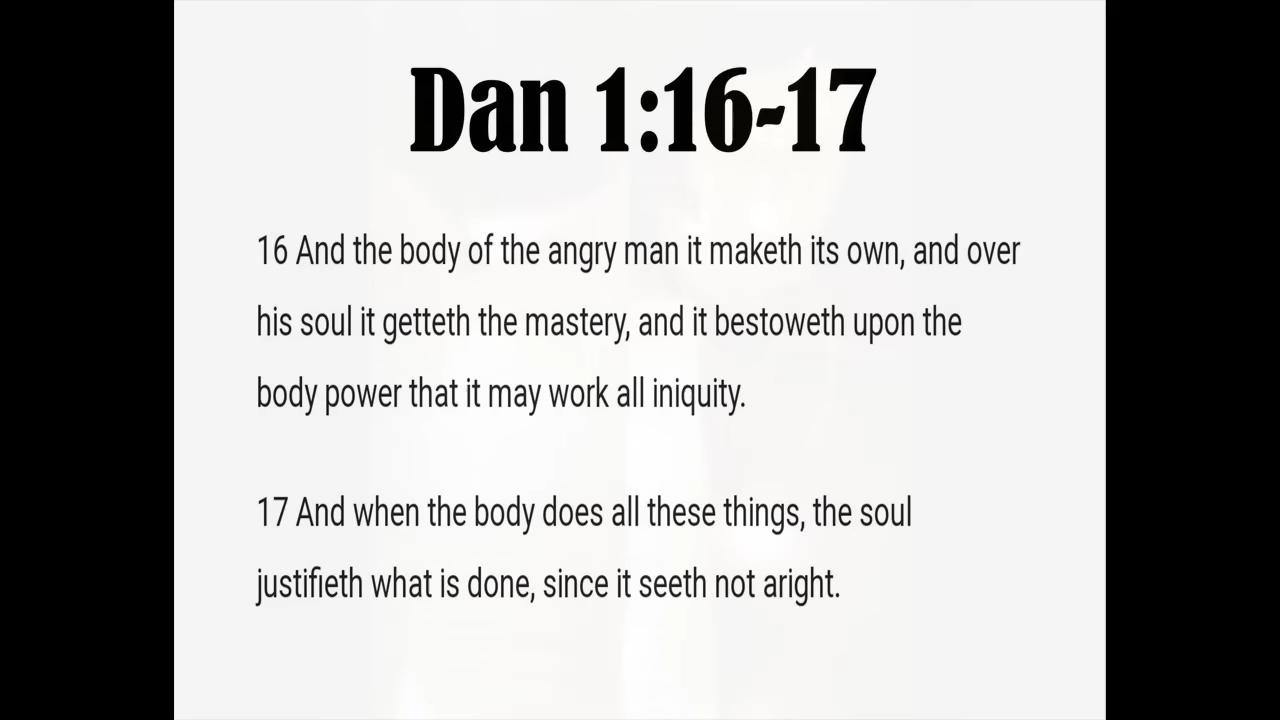 Dan 1:16-17
16 And the body of the angry man it maketh its own, and over
his soul it getteth the mastery, and it bestoweth upon the
body power that it may work all iniquity.
17 And when the body does all these things, the soul
justifieth what is done, since it seeth not aright.